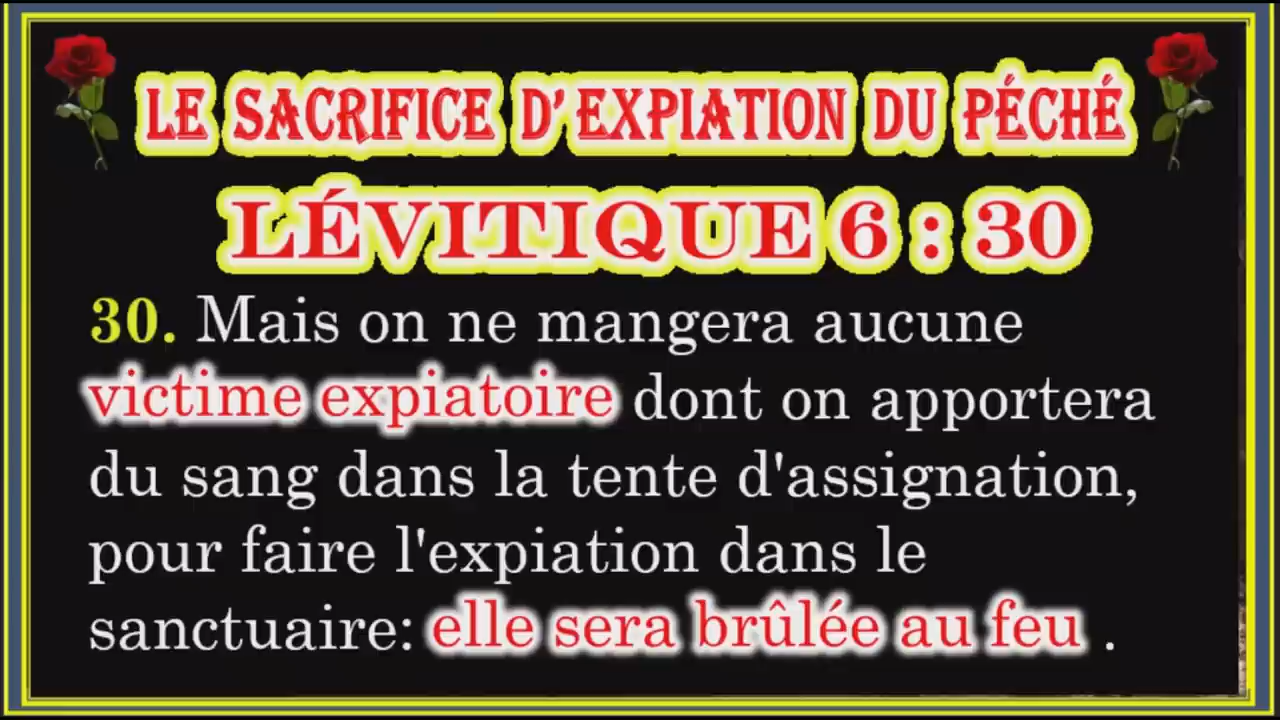 LE SACRIFICE D'EXPIATION DU PÉCHÉ
LÉVITIQUE 6 : 30
30. Mais on ne mangera aucune
victime expiatoire dont on apportera
du sang dans la tente d'assignation,
pour faire l'expiation dans le
sanctuaire: elle sera brûlée au feu .